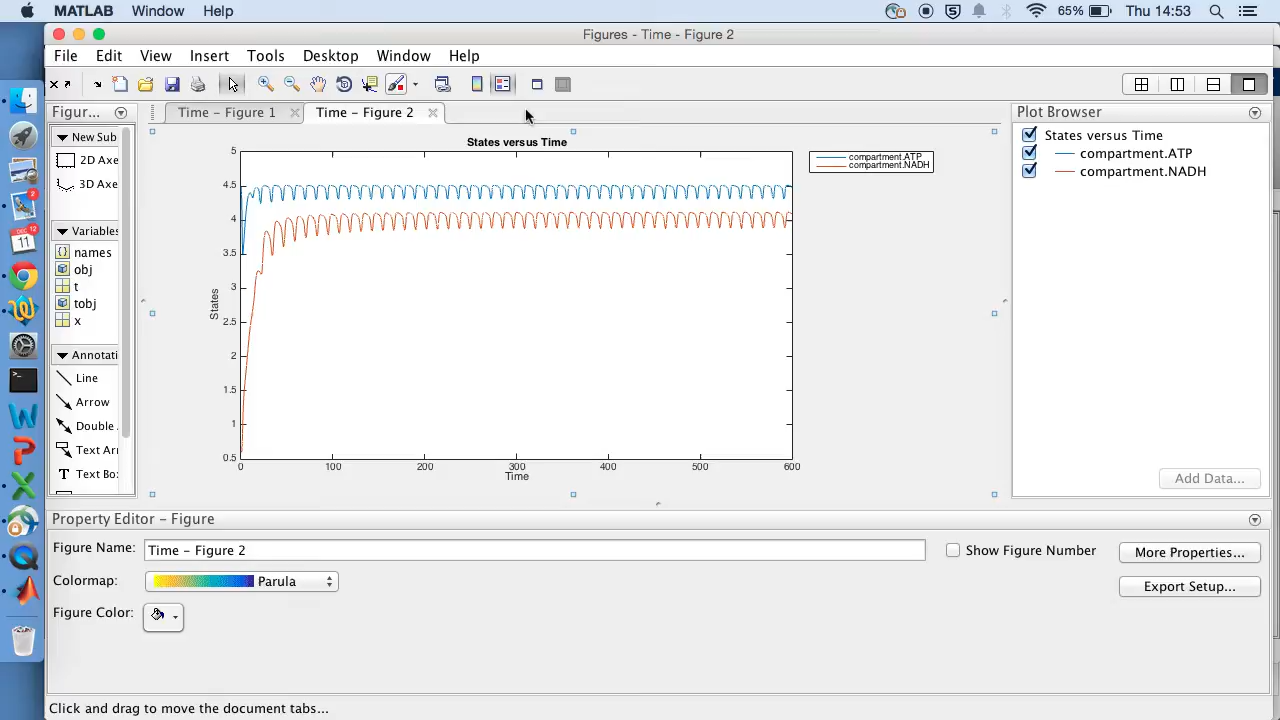 MATLAB Window Help 65% Thu 14:53
Figures - Time - Figure 2
File Edit View Insert Tools Desktop Window Help
Figur... Time - Figure 1 Time - Figure 2 Plot Browser
New Sub
2D Axe
3D Axe
Variables
names
obj
t
tobj
x
Annotati
Line
Arrow
Double
Text Ar
Text Bo
States versus Time
5
4.5
4
3.5
3
2.5
2
1.5
1
0.5
States
0 100 200 300 400 500 600
Time
compartment.ATP
compartment.NADH
States versus Time
compartment.ATP
compartment.NADH
Add Data...
Property Editor - Figure
Figure Name: Time - Figure 2 Show Figure Number More Properties...
Colormap: Parula Export Setup...
Figure Color:
Click and drag to move the document tabs...
2
DEC 12
11
W
P
X